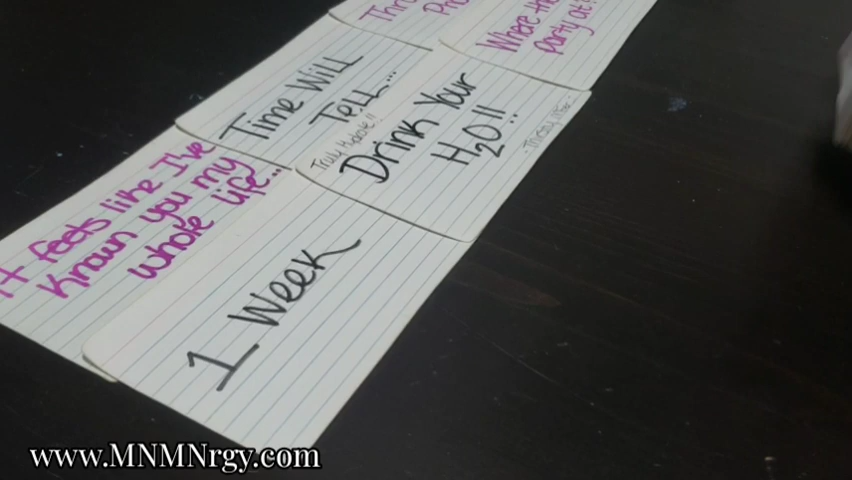 Where the
party at?
Time Will
Tell...
Truly Hydrate!!
Drink Your
H2O!!
It feels like I've
Known you my
whole life...
1 Week
www.MNMNrgy.com